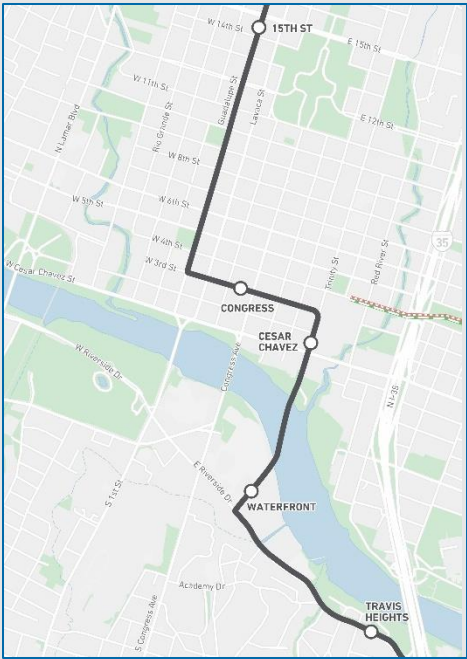 W 14th St
15TH ST
E 15th St
W 11th St
Guadalupe St
Lavaca St
N Lamar Blvd
Rio Grande St
E 12th St
W 8th St
W 6th St
W 5th St
W 4th St
W 3rd St
Trinity St
Red River St
35
W Cesar Chavez St
CONGRESS
CESAR
CHAVEZ
W Riverside Dr
Congress Ave
N I-35
E Riverside Dr
S 1st St
WATERFRONT
Academy Dr
S Congress Ave
TRAVIS
HEIGHTS